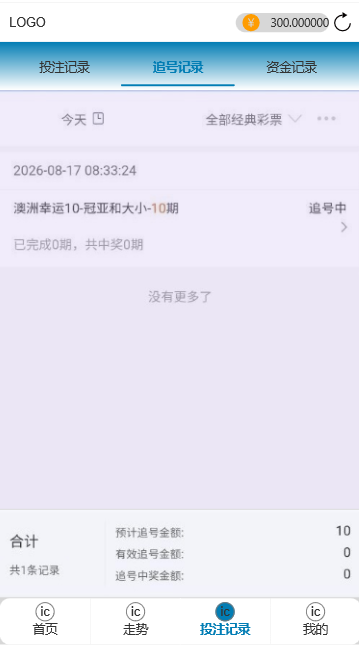 LOGO
¥ 300.000000
投注记录 追号记录 资金记录
今天 全部经典彩票
2026-08-17 08:33:24
澳洲幸运10-冠亚和大小-10期 追号中
已完成0期，共中奖0期
没有更多了
合计
共1条记录
预计追号金额: 10
有效追号金额: 0
追号中奖金额: 0
ic ic ic ic
首页 走势 投注记录 我的